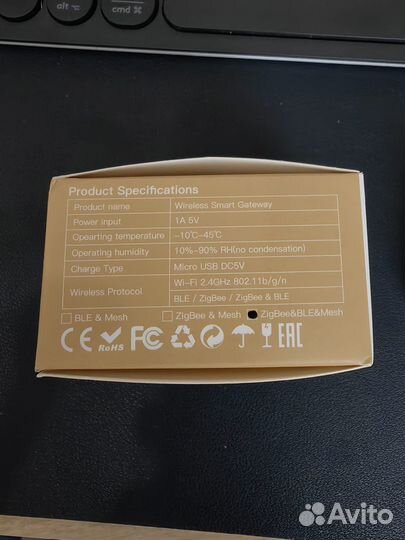 alt ⌥
cmd ⌘
Product Specifications
Product name Wireless Smart Gateway
Power input 1A 5V
Opearting temperature -10℃-45℃
Operating humidity 10%-90% RH(no condensation)
Charge Type Micro USB DC5V
Wireless Protocol Wi-Fi 2.4GHz 802.11b/g/n
BLE / ZigBee / ZigBee & BLE
BLE & Mesh ZigBee & Mesh ZigBee&BLE&Mesh
CE RoHS FC EAC
Avito